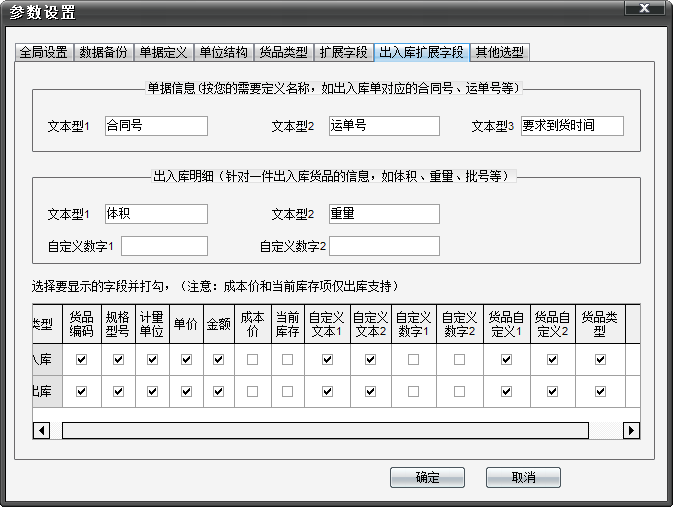 参数设置
全局设置 数据备份 单据定义 单位结构 货品类型 扩展字段 出入库扩展字段 其他选型
单据信息(按您的需要定义名称，如出入库单对应的合同号、运单号等)
文本型1 合同号 文本型2 运单号 文本型3 要求到货时间
出入库明细（针对一件出入库货品的信息，如体积、重量、批号等）
文本型1 体积 文本型2 重量
自定义数字1 自定义数字2
选择要显示的字段并打勾，（注意：成本价和当前库存项仅出库支持）
类型 货品编码 规格型号 计量单位 单价 金额 成本价 当前库存 自定义文本1 自定义文本2 自定义数字1 自定义数字2 货品自定义1 货品自定义2 货品类型
入库
出库
确定 取消